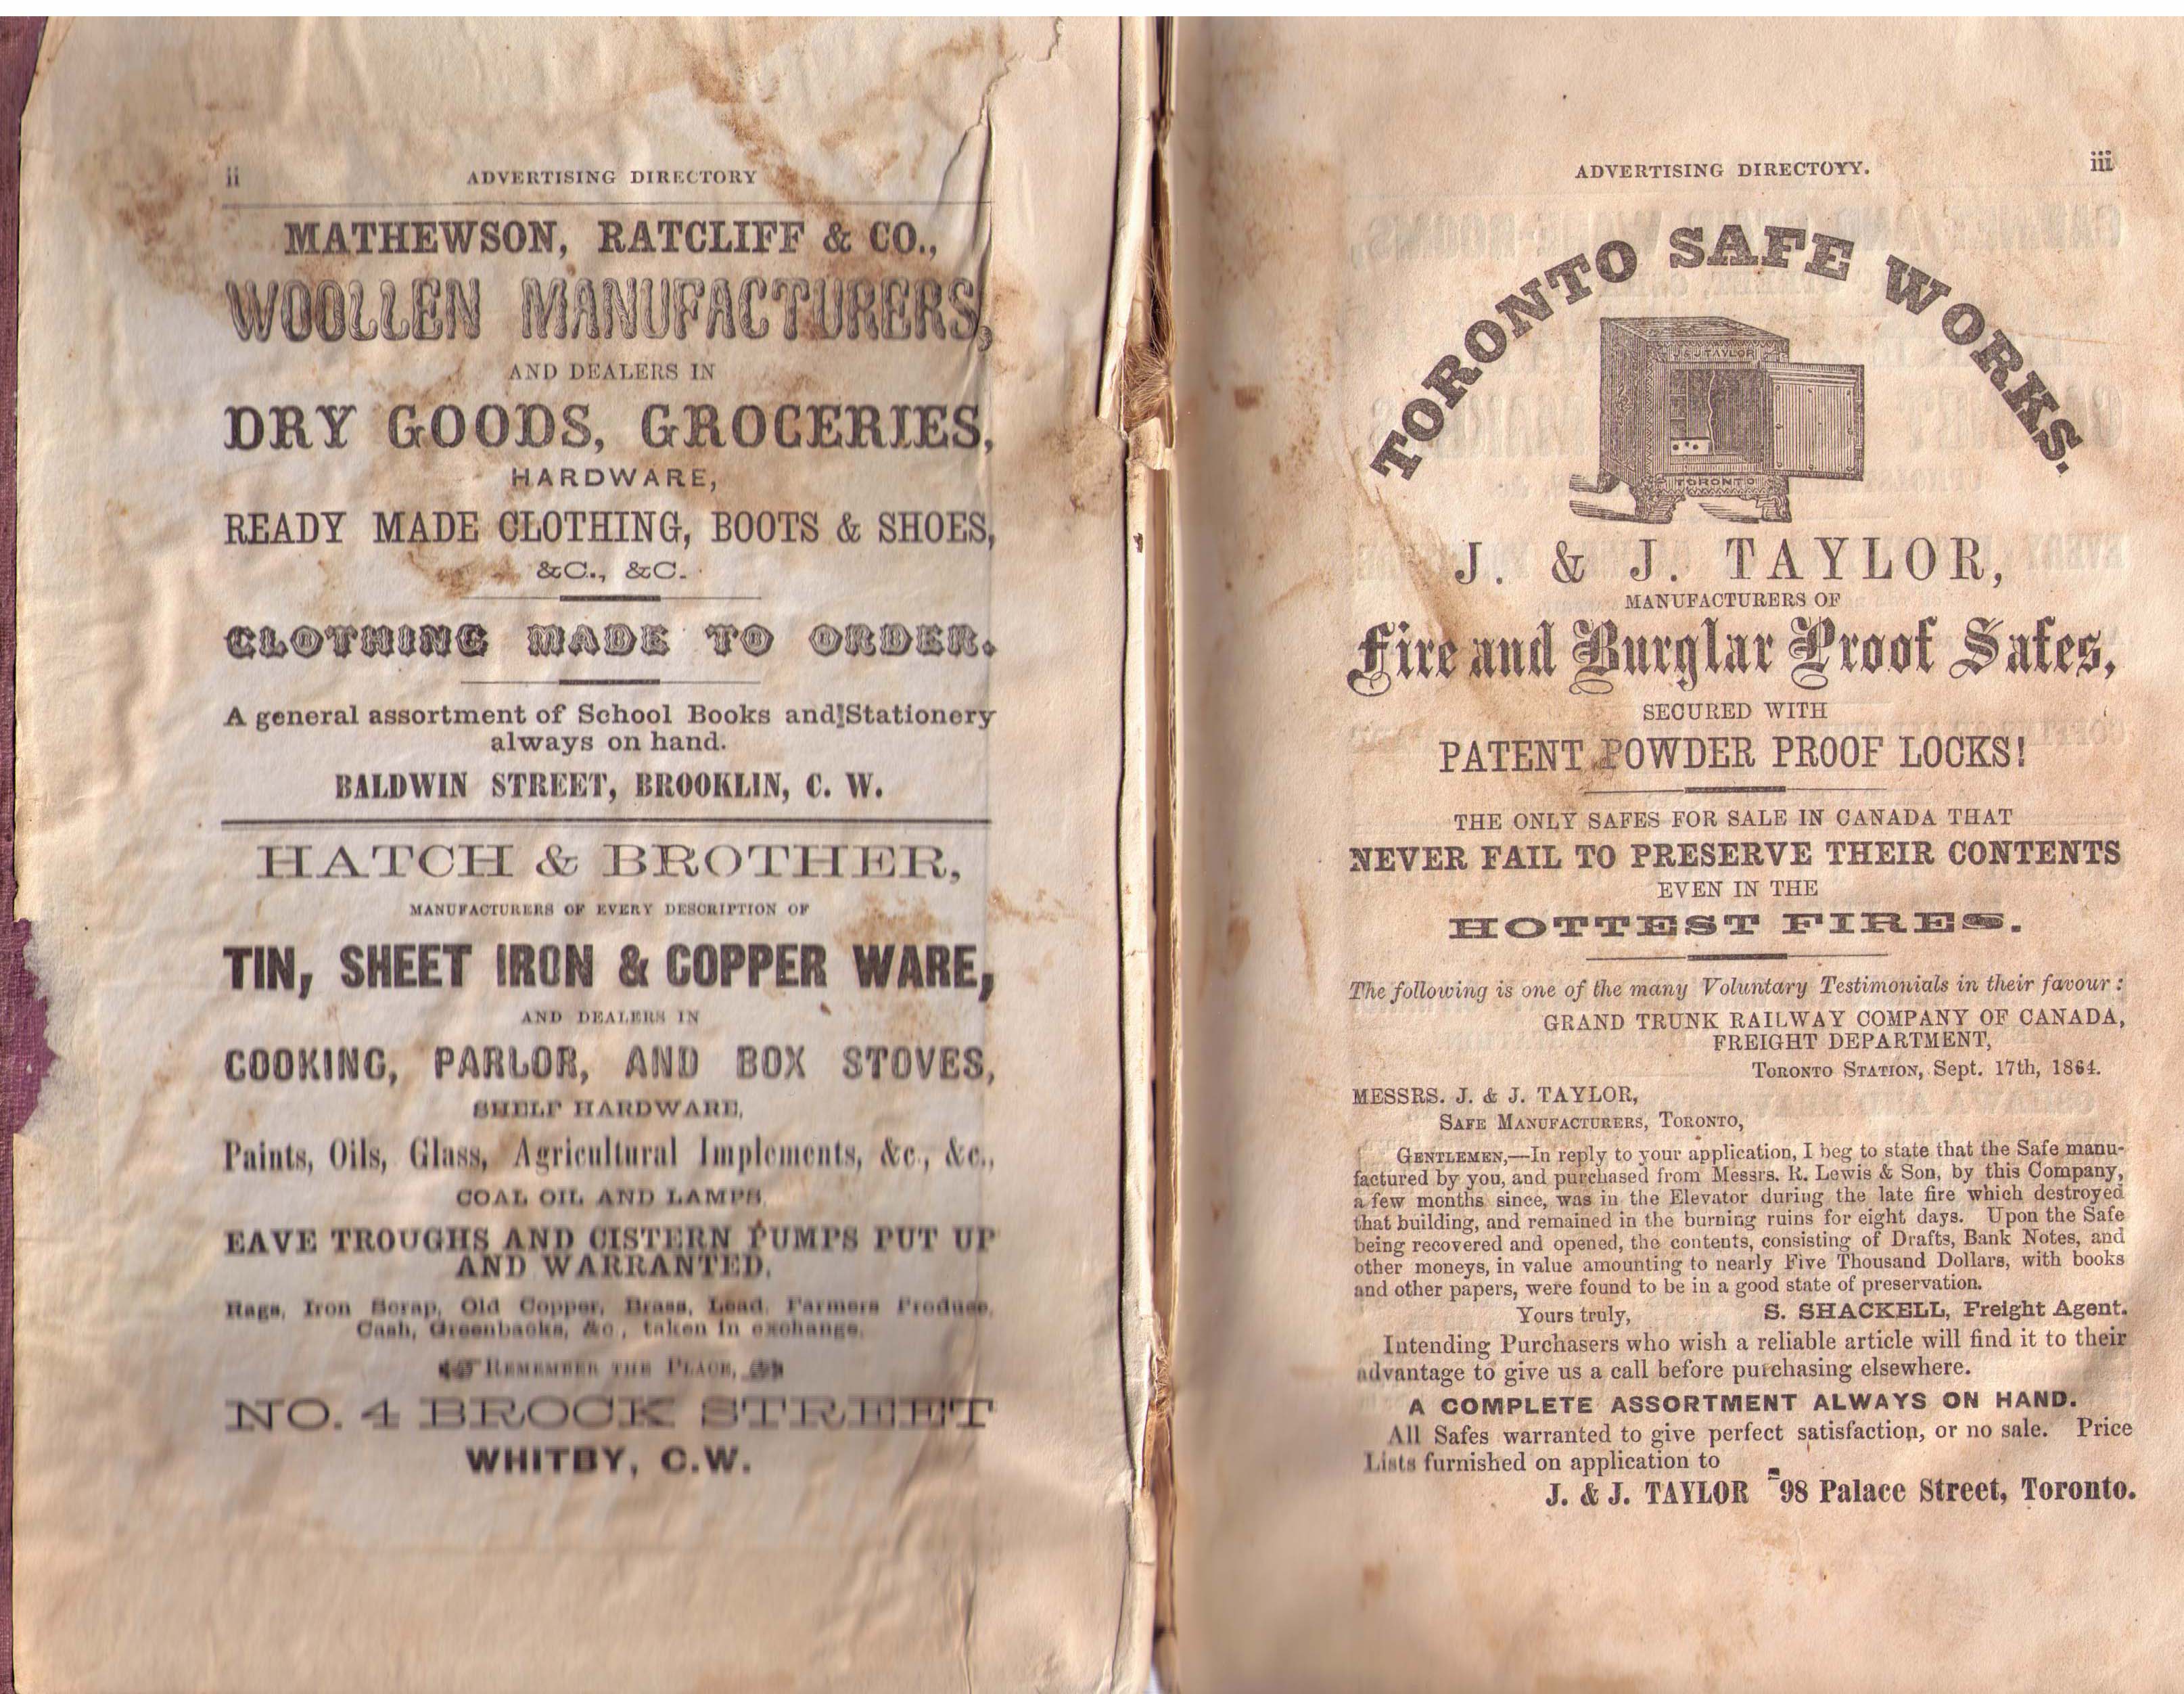 ii
ADVERTISING DIRECTORY
MATHEWSON, RATCLIFF & CO.,
WOOLLEN MANUFACTURERS,
AND DEALERS IN
DRY GOODS, GROCERIES,
HARDWARE,
READY MADE CLOTHING, BOOTS & SHOES,
&C., &C.
CLOTHING MADE TO ORDER.
A general assortment of School Books and Stationery
always on hand.
BALDWIN STREET, BROOKLIN, C. W.
HATCH & BROTHER,
MANUFACTURERS OF EVERY DESCRIPTION OF
TIN, SHEET IRON & COPPER WARE,
AND DEALERS IN
COOKING, PARLOR, AND BOX STOVES,
SHELF HARDWARE,
Paints, Oils, Glass, Agricultural Implements, &c., &c.,
COAL OIL AND LAMPS.
EAVE TROUGHS AND CISTERN PUMPS PUT UP
AND WARRANTED.
Rags, Iron Scrap, Old Copper, Brass, Lead, Farmers Produce,
Cash, Greenbacks, &c., taken in exchange.
REMEMBER THE PLACE,
NO. 4 BROCK STREET
WHITBY, C.W.
ADVERTISING DIRECTOYY.
iii
TORONTO SAFE WORKS.
J & J TAYLOR
TORONTO
J. & J. TAYLOR,
MANUFACTURERS OF
Fire and Burglar Proof Safes,
SECURED WITH
PATENT POWDER PROOF LOCKS!
THE ONLY SAFES FOR SALE IN CANADA THAT
NEVER FAIL TO PRESERVE THEIR CONTENTS
EVEN IN THE
HOTTEST FIRES.
The following is one of the many Voluntary Testimonials in their favour:
GRAND TRUNK RAILWAY COMPANY OF CANADA,
FREIGHT DEPARTMENT,
TORONTO STATION, Sept. 17th, 1864.
MESSRS. J. & J. TAYLOR,
SAFE MANUFACTURERS, TORONTO,
GENTLEMEN,—In reply to your application, I beg to state that the Safe manu-
factured by you, and purchased from Messrs. R. Lewis & Son, by this Company,
a few months since, was in the Elevator during the late fire which destroyed
that building, and remained in the burning ruins for eight days. Upon the Safe
being recovered and opened, the contents, consisting of Drafts, Bank Notes, and
other moneys, in value amounting to nearly Five Thousand Dollars, with books
and other papers, were found to be in a good state of preservation.
Yours truly, S. SHACKELL, Freight Agent.
Intending Purchasers who wish a reliable article will find it to their
advantage to give us a call before purchasing elsewhere.
A COMPLETE ASSORTMENT ALWAYS ON HAND.
All Safes warranted to give perfect satisfaction, or no sale. Price
Lists furnished on application to
J. & J. TAYLOR 198 Palace Street, Toronto.